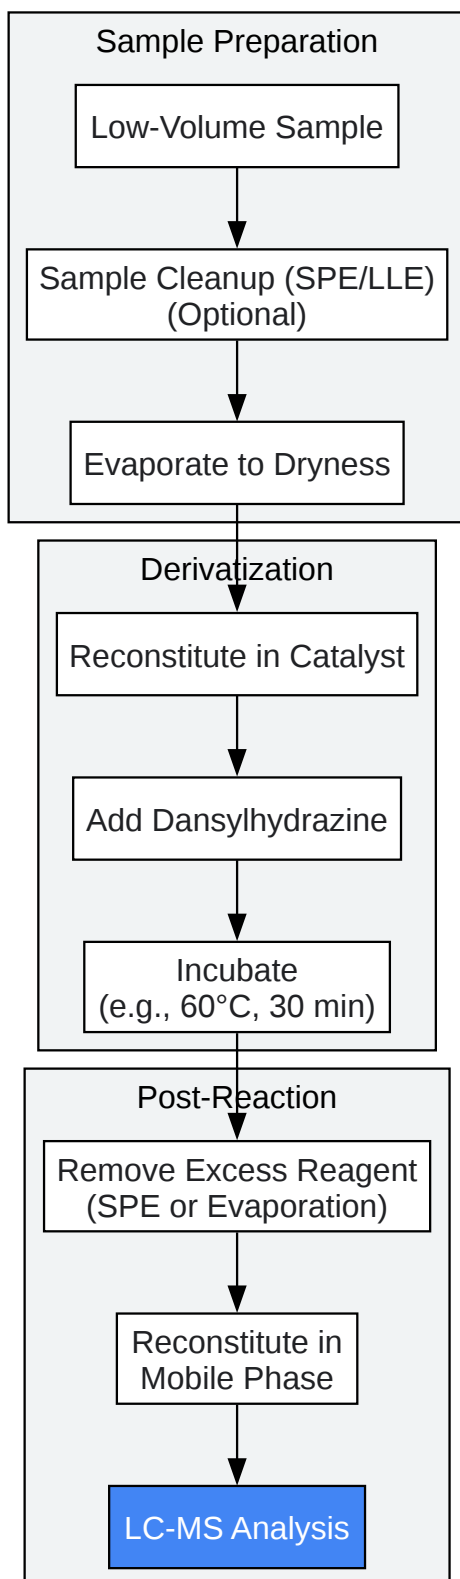 Sample Preparation
Low-Volume Sample
Sample Cleanup (SPE/LLE)
(Optional)
Evaporate to Dryness
Derivatization
Reconstitute in Catalyst
Add Dansylhydrazine
Incubate
(e.g., 60°C, 30 min)
Post-Reaction
Remove Excess Reagent
(SPE or Evaporation)
Reconstitute in
Mobile Phase
LC-MS Analysis